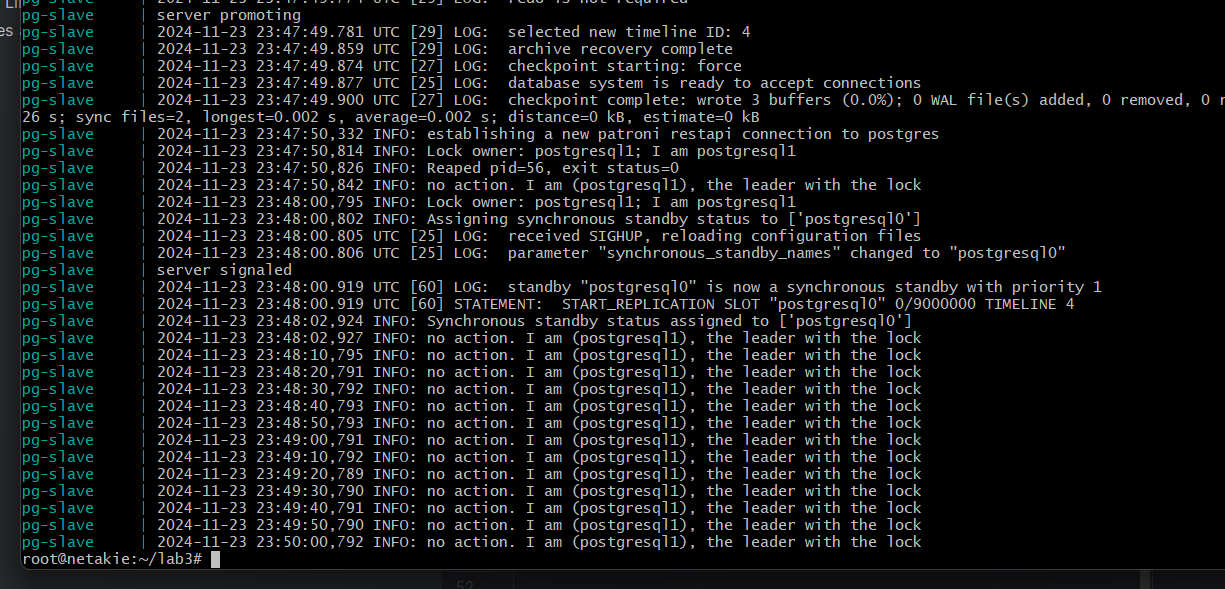 pg-slave | server promoting
pg-slave | 2024-11-23 23:47:49.781 UTC [29] LOG: selected new timeline ID: 4
pg-slave | 2024-11-23 23:47:49.859 UTC [29] LOG: archive recovery complete
pg-slave | 2024-11-23 23:47:49.874 UTC [27] LOG: checkpoint starting: force
pg-slave | 2024-11-23 23:47:49.877 UTC [25] LOG: database system is ready to accept connections
pg-slave | 2024-11-23 23:47:49.900 UTC [27] LOG: checkpoint complete: wrote 3 buffers (0.0%); 0 WAL file(s) added, 0 removed, 0
26 s; sync files=2, longest=0.002 s, average=0.002 s; distance=0 kB, estimate=0 kB
pg-slave | 2024-11-23 23:47:50,332 INFO: establishing a new patroni restapi connection to postgres
pg-slave | 2024-11-23 23:47:50,814 INFO: Lock owner: postgresql1; I am postgresql1
pg-slave | 2024-11-23 23:47:50,826 INFO: Reaped pid=56, exit status=0
pg-slave | 2024-11-23 23:47:50,842 INFO: no action. I am (postgresql1), the leader with the lock
pg-slave | 2024-11-23 23:48:00,795 INFO: Lock owner: postgresql1; I am postgresql1
pg-slave | 2024-11-23 23:48:00,802 INFO: Assigning synchronous standby status to ['postgresql0']
pg-slave | 2024-11-23 23:48:00.805 UTC [25] LOG: received SIGHUP, reloading configuration files
pg-slave | 2024-11-23 23:48:00.806 UTC [25] LOG: parameter "synchronous_standby_names" changed to "postgresql0"
pg-slave | server signaled
pg-slave | 2024-11-23 23:48:00.919 UTC [60] LOG: standby "postgresql0" is now a synchronous standby with priority 1
pg-slave | 2024-11-23 23:48:00.919 UTC [60] STATEMENT: START_REPLICATION SLOT "postgresql0" 0/9000000 TIMELINE 4
pg-slave | 2024-11-23 23:48:02,924 INFO: Synchronous standby status assigned to ['postgresql0']
pg-slave | 2024-11-23 23:48:02,927 INFO: no action. I am (postgresql1), the leader with the lock
pg-slave | 2024-11-23 23:48:10,795 INFO: no action. I am (postgresql1), the leader with the lock
pg-slave | 2024-11-23 23:48:20,791 INFO: no action. I am (postgresql1), the leader with the lock
pg-slave | 2024-11-23 23:48:30,792 INFO: no action. I am (postgresql1), the leader with the lock
pg-slave | 2024-11-23 23:48:40,793 INFO: no action. I am (postgresql1), the leader with the lock
pg-slave | 2024-11-23 23:48:50,793 INFO: no action. I am (postgresql1), the leader with the lock
pg-slave | 2024-11-23 23:49:00,791 INFO: no action. I am (postgresql1), the leader with the lock
pg-slave | 2024-11-23 23:49:10,792 INFO: no action. I am (postgresql1), the leader with the lock
pg-slave | 2024-11-23 23:49:20,789 INFO: no action. I am (postgresql1), the leader with the lock
pg-slave | 2024-11-23 23:49:30,790 INFO: no action. I am (postgresql1), the leader with the lock
pg-slave | 2024-11-23 23:49:40,791 INFO: no action. I am (postgresql1), the leader with the lock
pg-slave | 2024-11-23 23:49:50,790 INFO: no action. I am (postgresql1), the leader with the lock
pg-slave | 2024-11-23 23:50:00,792 INFO: no action. I am (postgresql1), the leader with the lock
root@netakie:~/lab3#